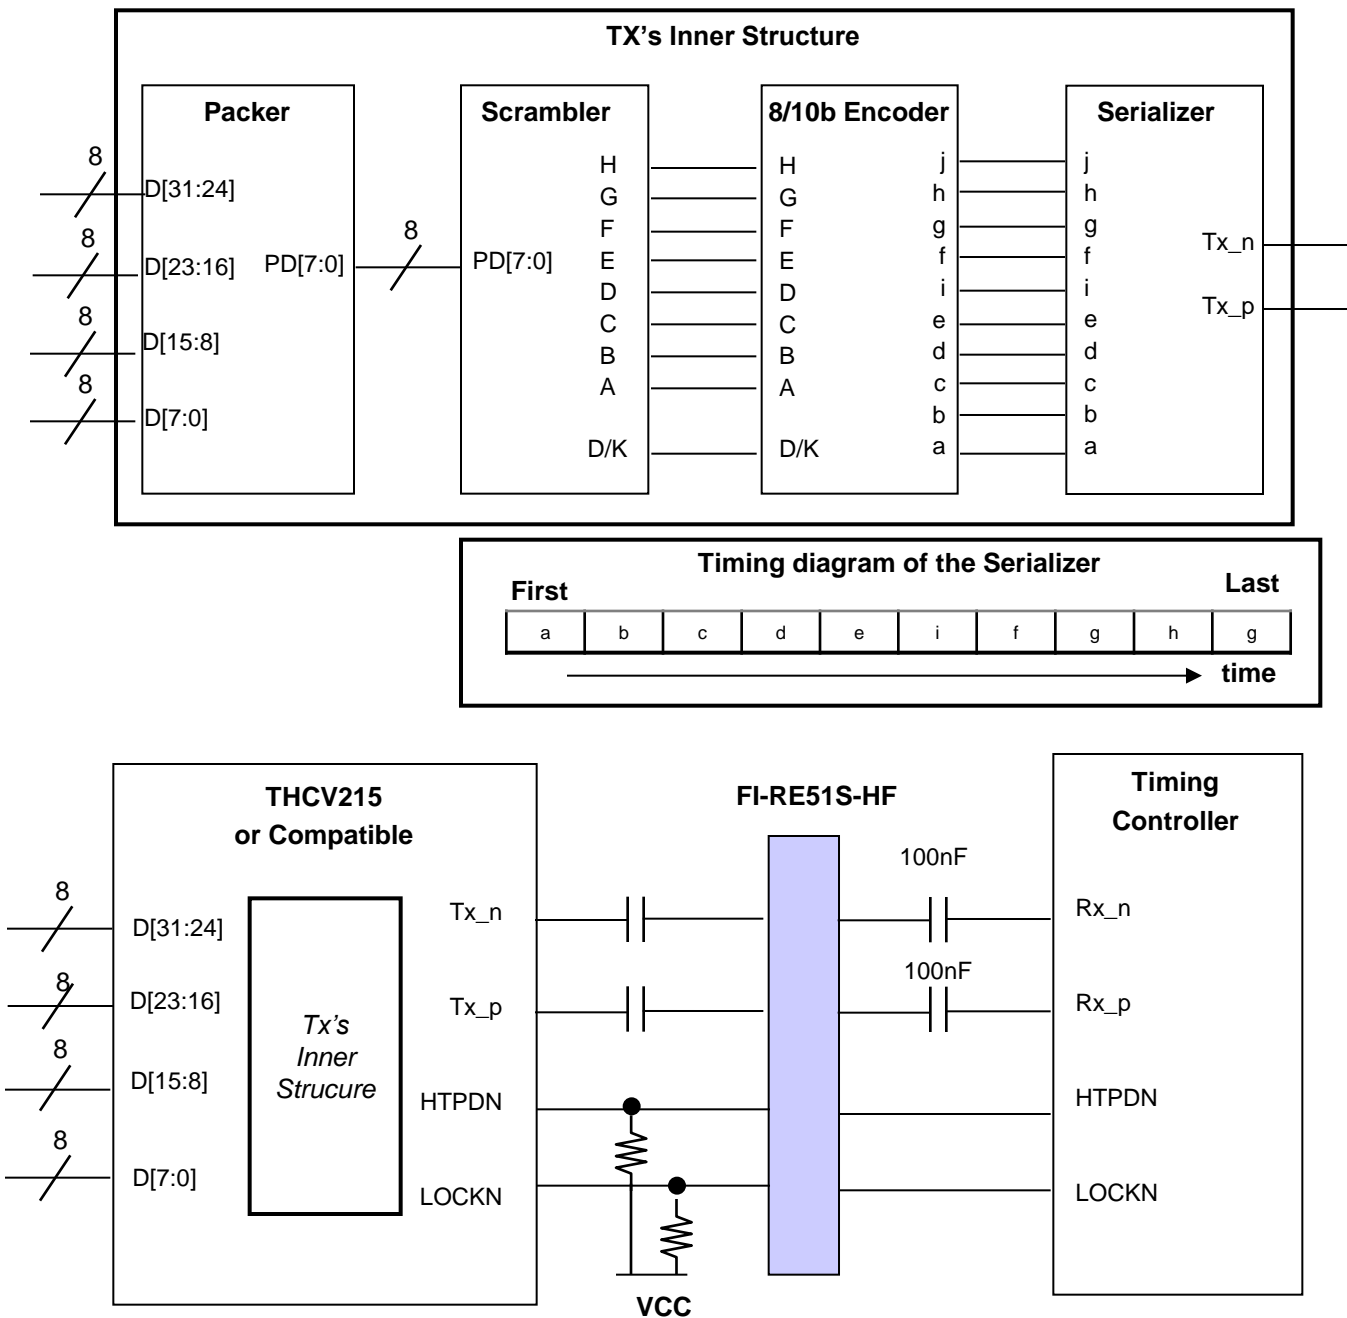 TX's Inner Structure
Packer
Scrambler
8/10b Encoder
Serializer
8
D[31:24]
8
D[23:16]
8
D[15:8]
8
D[7:0]
PD[7:0]
8
PD[7:0]
H
G
F
E
D
C
B
A
D/K
H
G
F
E
D
C
B
A
D/K
j
h
g
f
i
e
d
c
b
a
j
h
g
f
i
e
d
c
b
a
Tx_n
Tx_p
Timing diagram of the Serializer
First
Last
a b c d e i f g h g
time
THCV215
or Compatible
8
D[31:24]
8
D[23:16]
8
D[15:8]
8
D[7:0]
Tx's
Inner
Strucure
Tx_n
Tx_p
HTPDN
LOCKN
VCC
FI-RE51S-HF
100nF
100nF
Timing
Controller
Rx_n
Rx_p
HTPDN
LOCKN